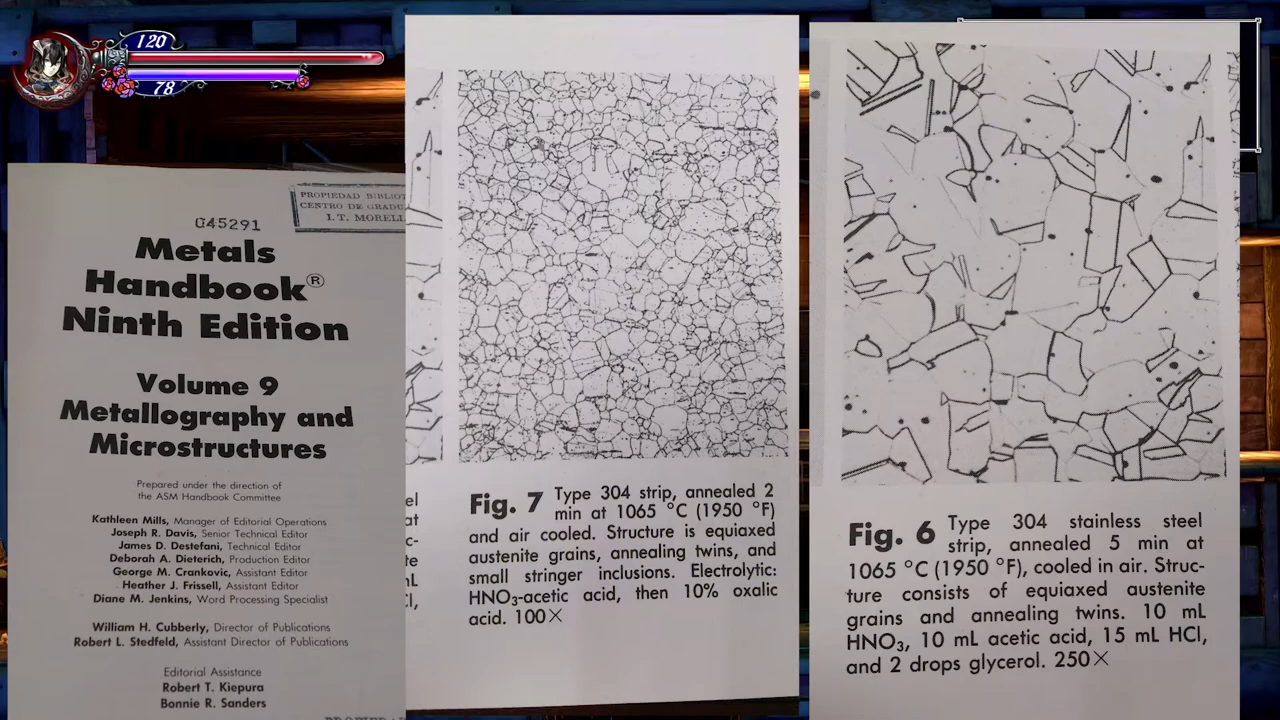 120
78
PROPIEDAD BIBLIOT
CENTRO DE GRADU
I. T. MORELI
045291
Metals
Handbook®
Ninth Edition
Volume 9
Metallography and
Microstructures
Prepared under the direction of
the ASM Handbook Committee
Kathleen Mills, Manager of Editorial Operations
Joseph R. Davis, Senior Technical Editor
James D. Destefani, Technical Editor
Deborah A. Dieterich, Production Editor
George M. Crankovic, Assistant Editor
Heather J. Frissell, Assistant Editor
Diane M. Jenkins, Word Processing Specialist
William H. Cubberly, Director of Publications
Robert L. Stedfeld, Assistant Director of Publications
Editorial Assistance
Robert T. Kiepura
Bonnie R. Sanders
el
at
c-
te
nL
Fig. 7 Type 304 strip, annealed 2
min at 1065 °C (1950 °F)
and air cooled. Structure is equiaxed
austenite grains, annealing twins, and
small stringer inclusions. Electrolytic:
HNO₃-acetic acid, then 10% oxalic
acid. 100×
Fig. 6 Type 304 stainless steel
strip, annealed 5 min at
1065 °C (1950 °F), cooled in air. Struc-
ture consists of equiaxed austenite
grains and annealing twins. 10 mL
HNO₃, 10 mL acetic acid, 15 mL HCl,
and 2 drops glycerol. 250×